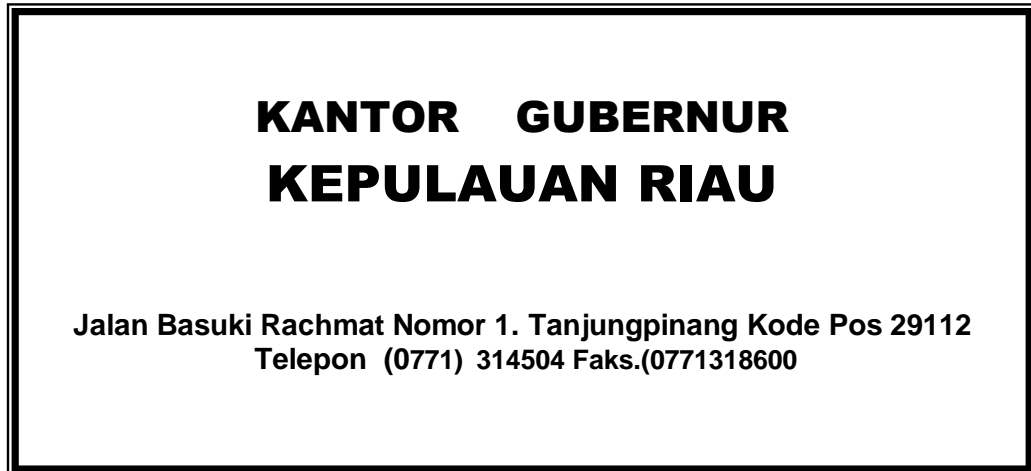 KANTOR GUBERNUR
KEPULAUAN RIAU
Jalan Basuki Rachmat Nomor 1. Tanjungpinang Kode Pos 29112
Telepon (0771) 314504 Faks.(0771318600